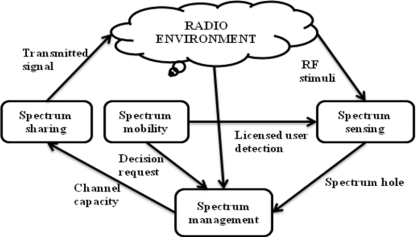 RADIO
ENVIRONMENT
Transmitted
signal
RF
stimuli
Spectrum
sharing
Spectrum
mobility
Licensed user
detection
Spectrum
sensing
Decision
request
Channel
capacity
Spectrum hole
Spectrum
management